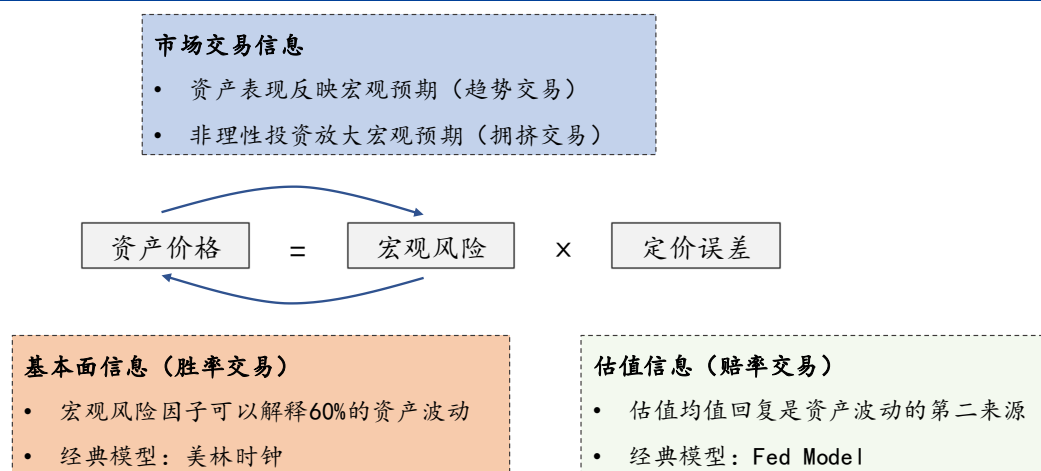 市场交易信息
• 资产表现反映宏观预期（趋势交易）
• 非理性投资放大宏观预期（拥挤交易）
资产价格 = 宏观风险 × 定价误差
基本面信息（胜率交易）
• 宏观风险因子可以解释60%的资产波动
• 经典模型：美林时钟
估值信息（赔率交易）
• 估值均值回复是资产波动的第二来源
• 经典模型：Fed Model